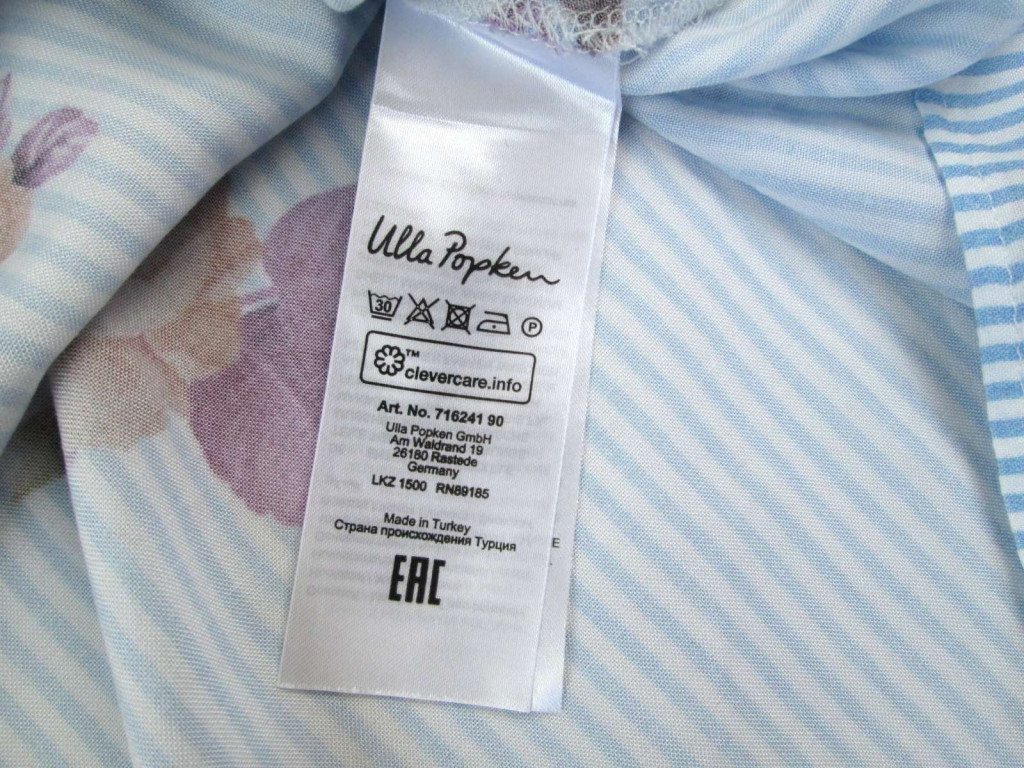 Ulla Popken
30
P
™
clevercare.info
Art. No. 716241 90
Ulla Popken GmbH
Am Waldrand 19
26180 Rastede
Germany
LKZ 1500 RN89185
Made in Turkey
Страна происхождения Турция
E
EAC